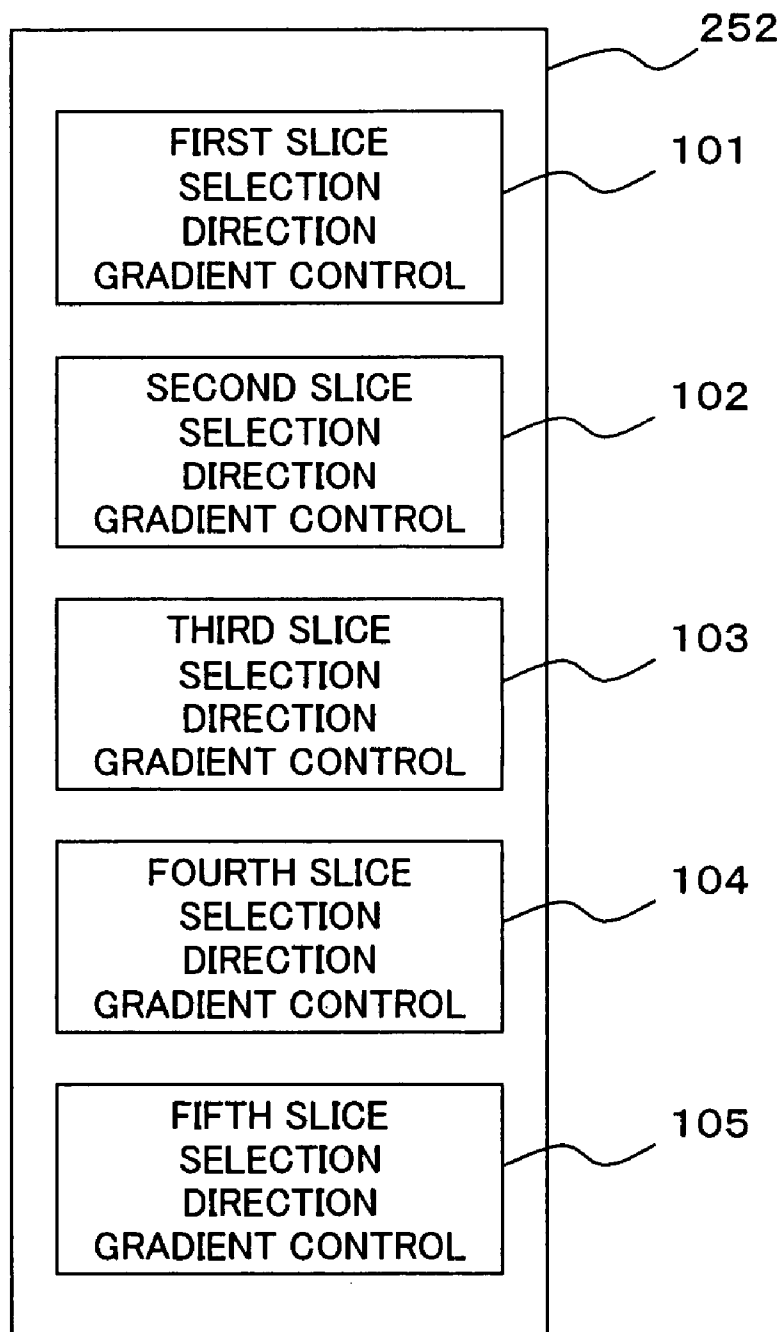 252
FIRST SLICE
SELECTION
DIRECTION
GRADIENT CONTROL
101
SECOND SLICE
SELECTION
DIRECTION
GRADIENT CONTROL
102
THIRD SLICE
SELECTION
DIRECTION
GRADIENT CONTROL
103
FOURTH SLICE
SELECTION
DIRECTION
GRADIENT CONTROL
104
FIFTH SLICE
SELECTION
DIRECTION
GRADIENT CONTROL
105